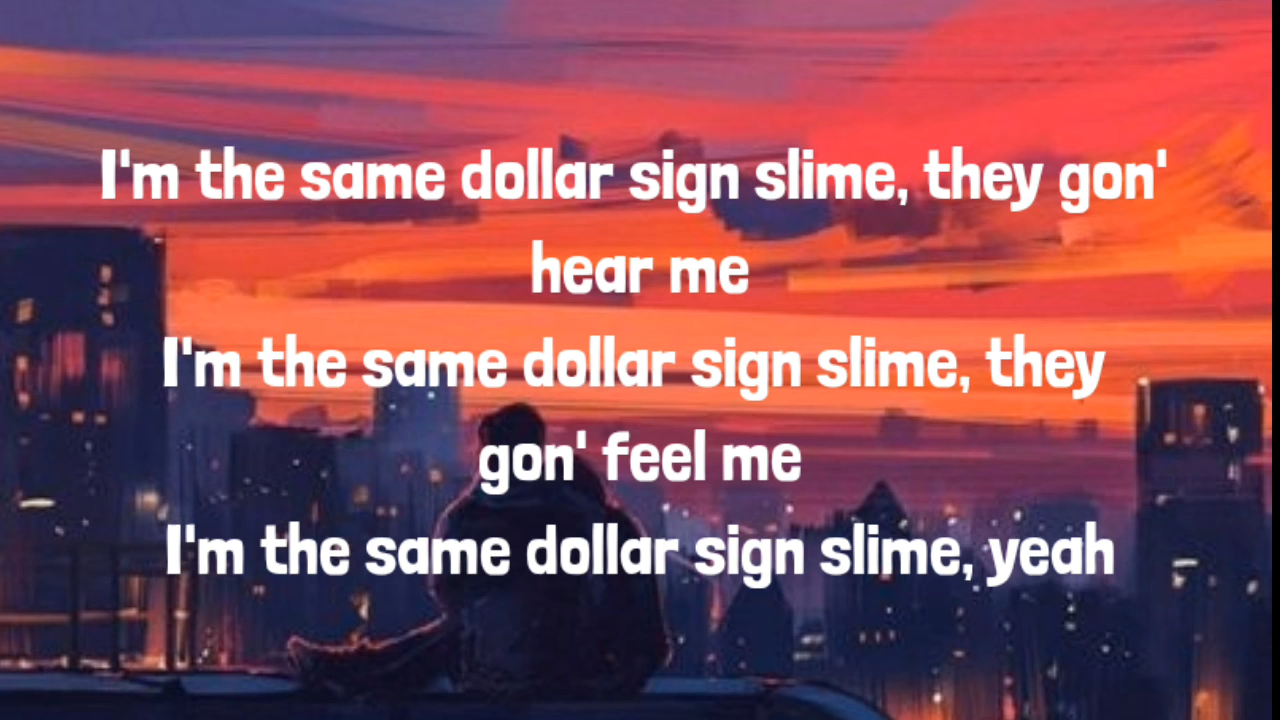 I'm the same dollar sign slime, they gon'
hear me
I'm the same dollar sign slime, they
gon' feel me
I'm the same dollar sign slime, yeah